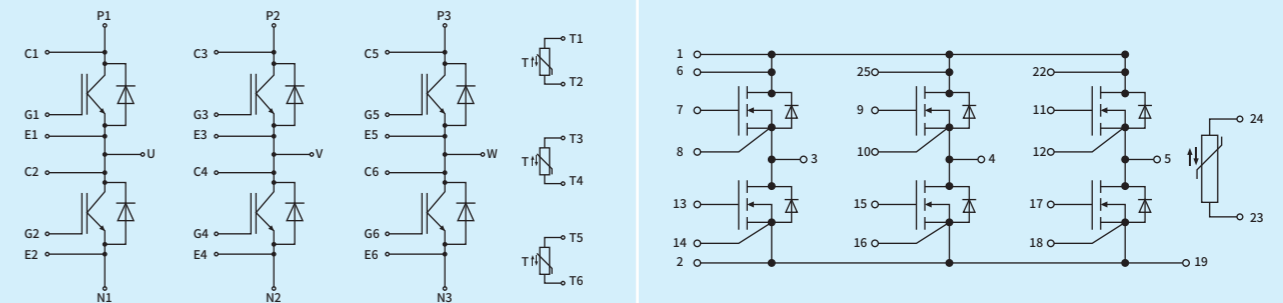 P1 P2 P3
C1 C3 C5
G1 G3 G5
E1 E3 E5
U V W
C2 C4 C6
G2 G4 G6
E2 E4 E6
N1 N2 N3
T1
T
T2
T3
T
T4
T5
T
T6
1
6 25 22
7 9 11
8 10 12
3 4 5
13 15 17
14 16 18
2 19
24
23